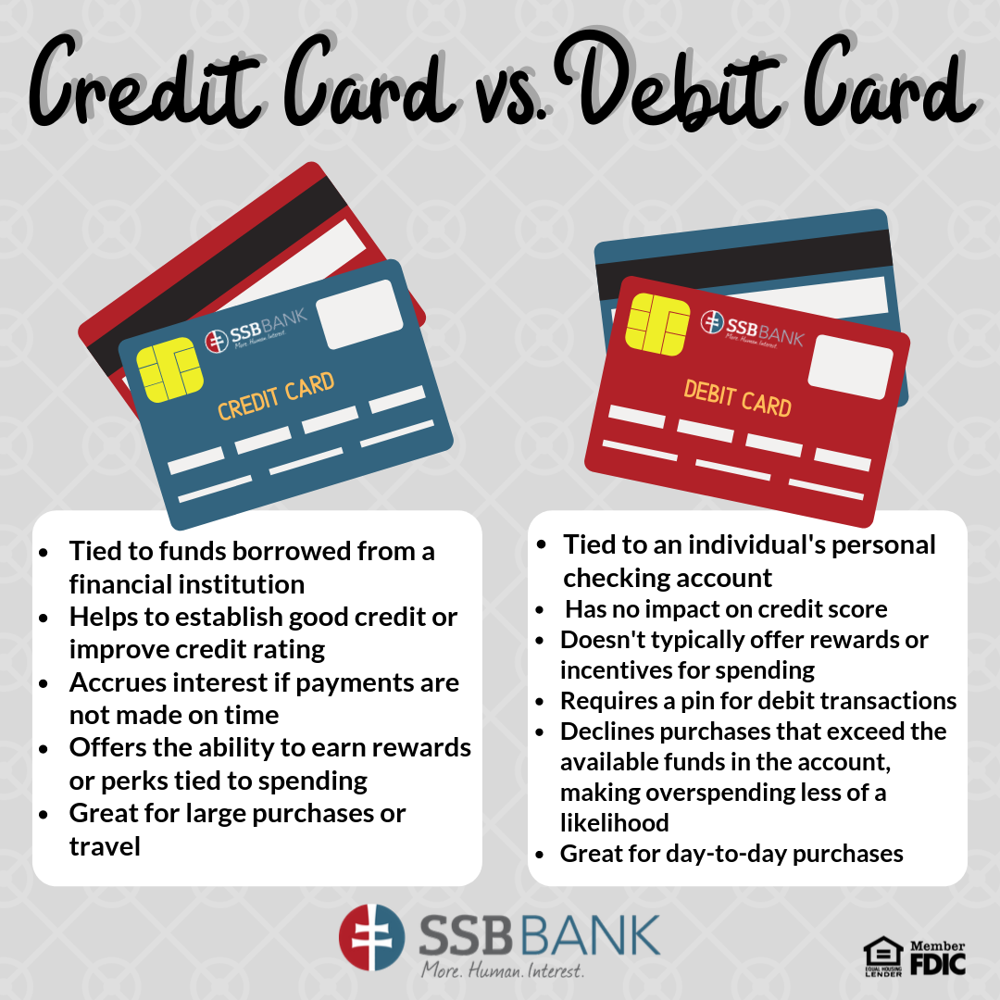 Credit Card vs. Debit Card
SSBBANK
More. Human. Interest.
CREDIT CARD
SSBBANK
More. Human. Interest.
DEBIT CARD
• Tied to funds borrowed from a
financial institution
• Helps to establish good credit or
improve credit rating
• Accrues interest if payments are
not made on time
• Offers the ability to earn rewards
or perks tied to spending
• Great for large purchases or
travel
• Tied to an individual's personal
checking account
• Has no impact on credit score
• Doesn't typically offer rewards or
incentives for spending
• Requires a pin for debit transactions
• Declines purchases that exceed the
available funds in the account,
making overspending less of a
likelihood
• Great for day-to-day purchases
SSBBANK
More. Human. Interest.
EQUAL HOUSING
LENDER
Member
FDIC